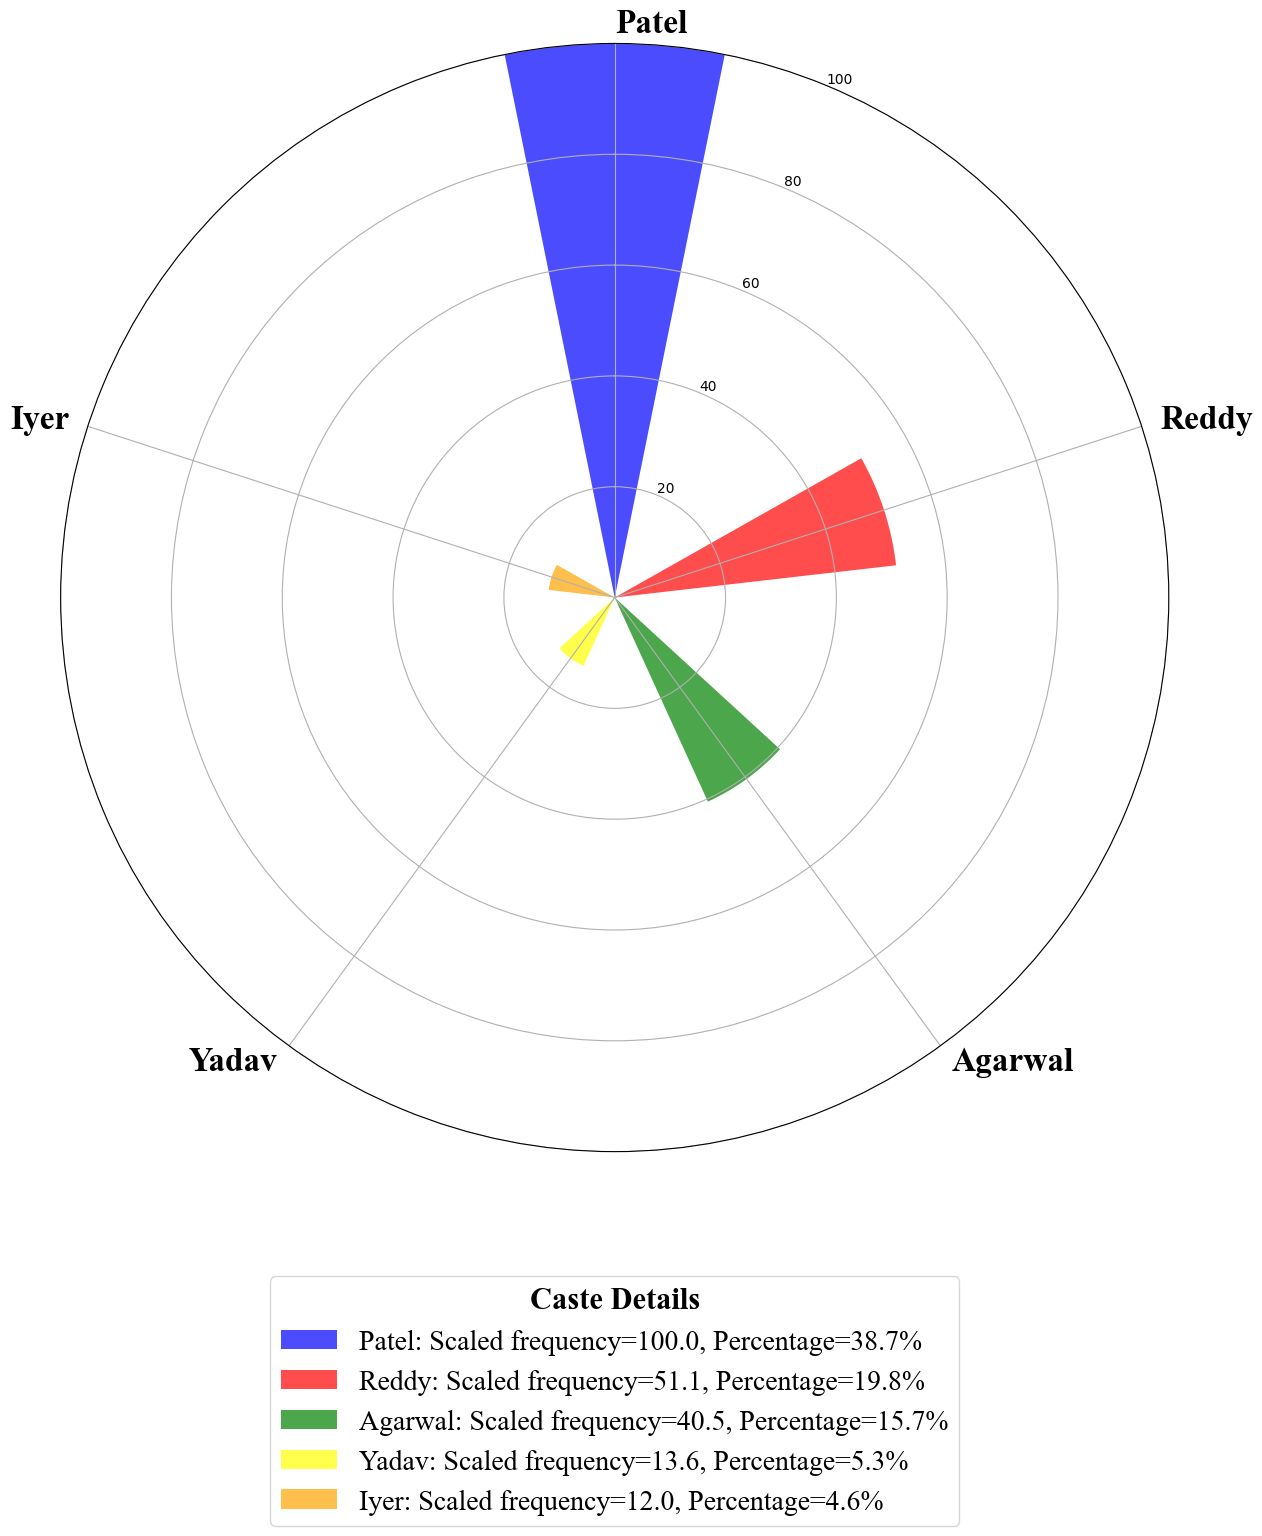 Patel
100
80
60
40
20
Iyer
Reddy
Yadav
Agarwal
Caste Details
Patel: Scaled frequency=100.0, Percentage=38.7%
Reddy: Scaled frequency=51.1, Percentage=19.8%
Agarwal: Scaled frequency=40.5, Percentage=15.7%
Yadav: Scaled frequency=13.6, Percentage=5.3%
Iyer: Scaled frequency=12.0, Percentage=4.6%